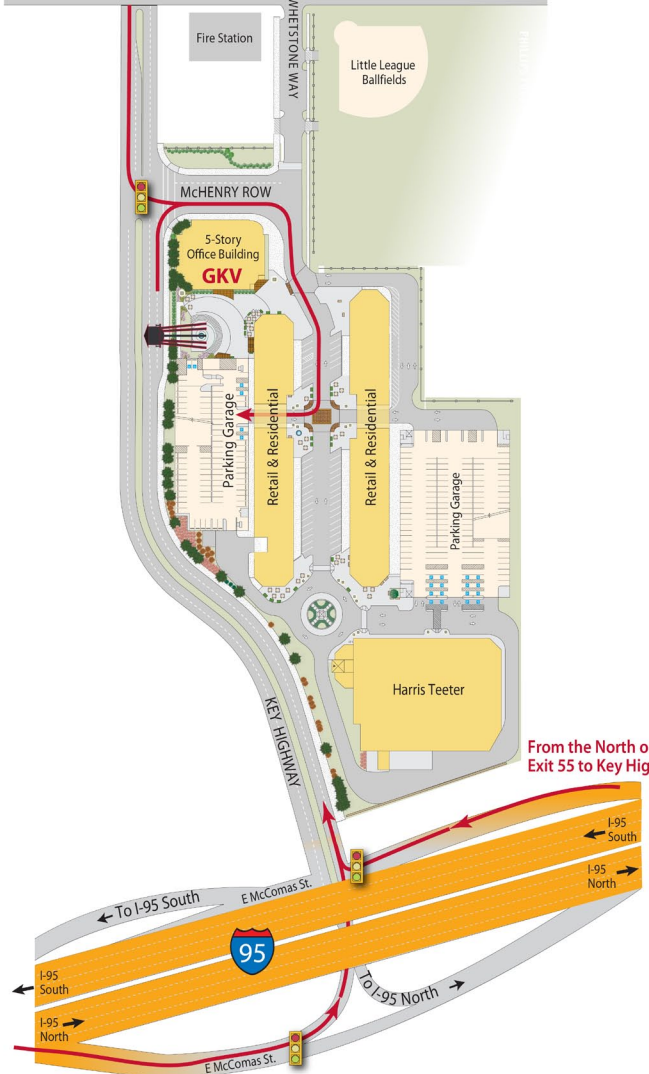 WHETSTONE WAY
Fire Station
Little League
Ballfields
McHENRY ROW
5-Story
Office Building
GKV
Parking Garage
Retail & Residential
Retail & Residential
Parking Garage
Harris Teeter
KEY HIGHWAY
From the North o
Exit 55 to Key Hig
I-95
South
I-95
North
E McComas St.
To I-95 South
95
I-95
South
To I-95 North
I-95
North
E McComas St.